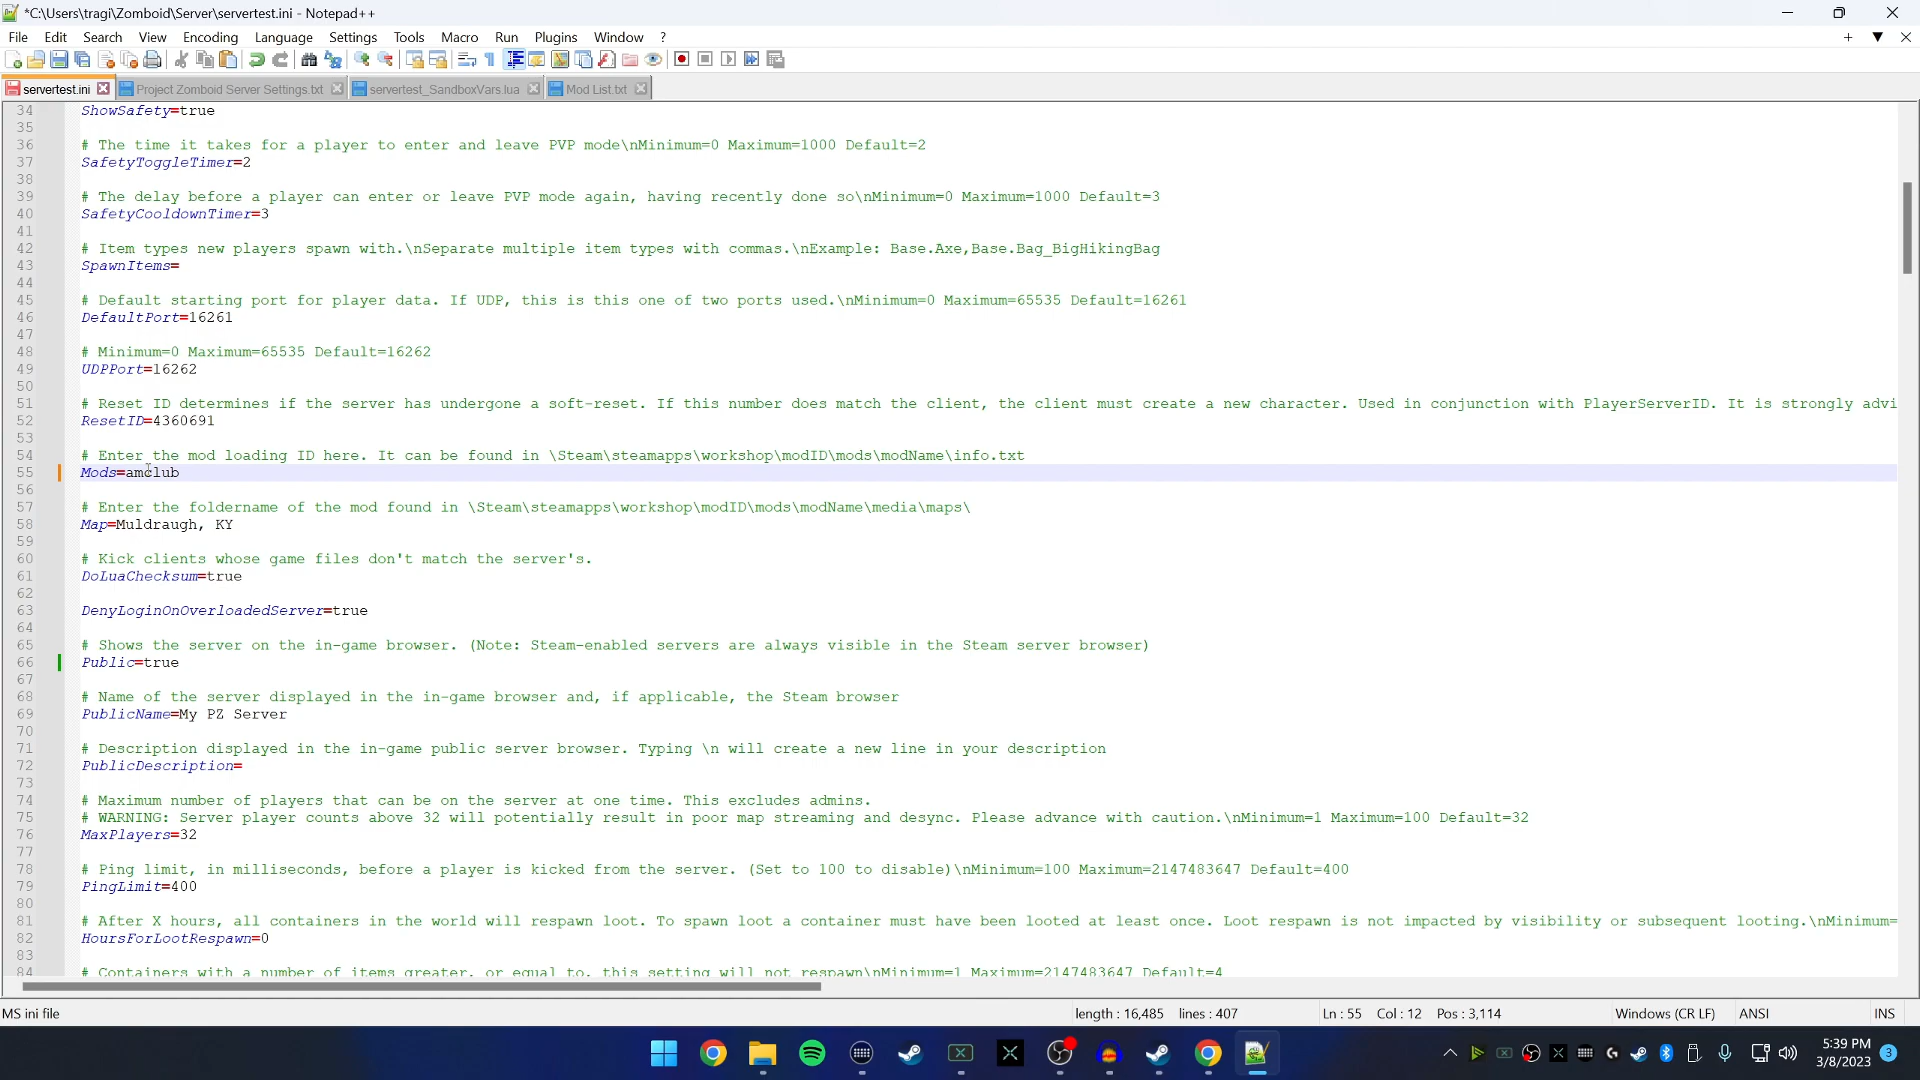 *C:\Users\tragi\Zomboid\Server\servertest.ini - Notepad++
File Edit Search View Encoding Language Settings Tools Macro Run Plugins Window ?
servertest.ini Project Zomboid Server Settings.txt servertest_SandboxVars.lua Mod List.txt
34 ShowSafety=true
35
36 # The time it takes for a player to enter and leave PVP mode\nMinimum=0 Maximum=1000 Default=2
37 SafetyToggleTimer=2
38
39 # The delay before a player can enter or leave PVP mode again, having recently done so\nMinimum=0 Maximum=1000 Default=3
40 SafetyCooldownTimer=3
41
42 # Item types new players spawn with.\nSeparate multiple item types with commas.\nExample: Base.Axe,Base.Bag_BigHikingBag
43 SpawnItems=
44
45 # Default starting port for player data. If UDP, this is this one of two ports used.\nMinimum=0 Maximum=65535 Default=16261
46 DefaultPort=16261
47
48 # Minimum=0 Maximum=65535 Default=16262
49 UDPPort=16262
50
51 # Reset ID determines if the server has undergone a soft-reset. If this number does match the client, the client must create a new character. Used in conjunction with PlayerServerID. It is strongly advi
52 ResetID=4360691
53
54 # Enter the mod loading ID here. It can be found in \Steam\steamapps\workshop\modID\mods\modName\info.txt
55 Mods=amclub
56
57 # Enter the foldername of the mod found in \Steam\steamapps\workshop\modID\mods\modName\media\maps\
58 Map=Muldraugh, KY
59
60 # Kick clients whose game files don't match the server's.
61 DoLuaChecksum=true
62
63 DenyLoginOnOverloadedServer=true
64
65 # Shows the server on the in-game browser. (Note: Steam-enabled servers are always visible in the Steam server browser)
66 Public=true
67
68 # Name of the server displayed in the in-game browser and, if applicable, the Steam browser
69 PublicName=My PZ Server
70
71 # Description displayed in the in-game public server browser. Typing \n will create a new line in your description
72 PublicDescription=
73
74 # Maximum number of players that can be on the server at one time. This excludes admins.
75 # WARNING: Server player counts above 32 will potentially result in poor map streaming and desync. Please advance with caution.\nMinimum=1 Maximum=100 Default=32
76 MaxPlayers=32
77
78 # Ping limit, in milliseconds, before a player is kicked from the server. (Set to 100 to disable)\nMinimum=100 Maximum=2147483647 Default=400
79 PingLimit=400
80
81 # After X hours, all containers in the world will respawn loot. To spawn loot a container must have been looted at least once. Loot respawn is not impacted by visibility or subsequent looting.\nMinimum=
82 HoursForLootRespawn=0
83
84 # Containers with a number of items greater, or equal to, this setting will not respawn\nMinimum=1 Maximum=2147483647 Default=4
MS ini file length : 16,485 lines : 407 Ln : 55 Col : 12 Pos : 3,114 Windows (CR LF) ANSI INS
5:39 PM
3/8/2023 3